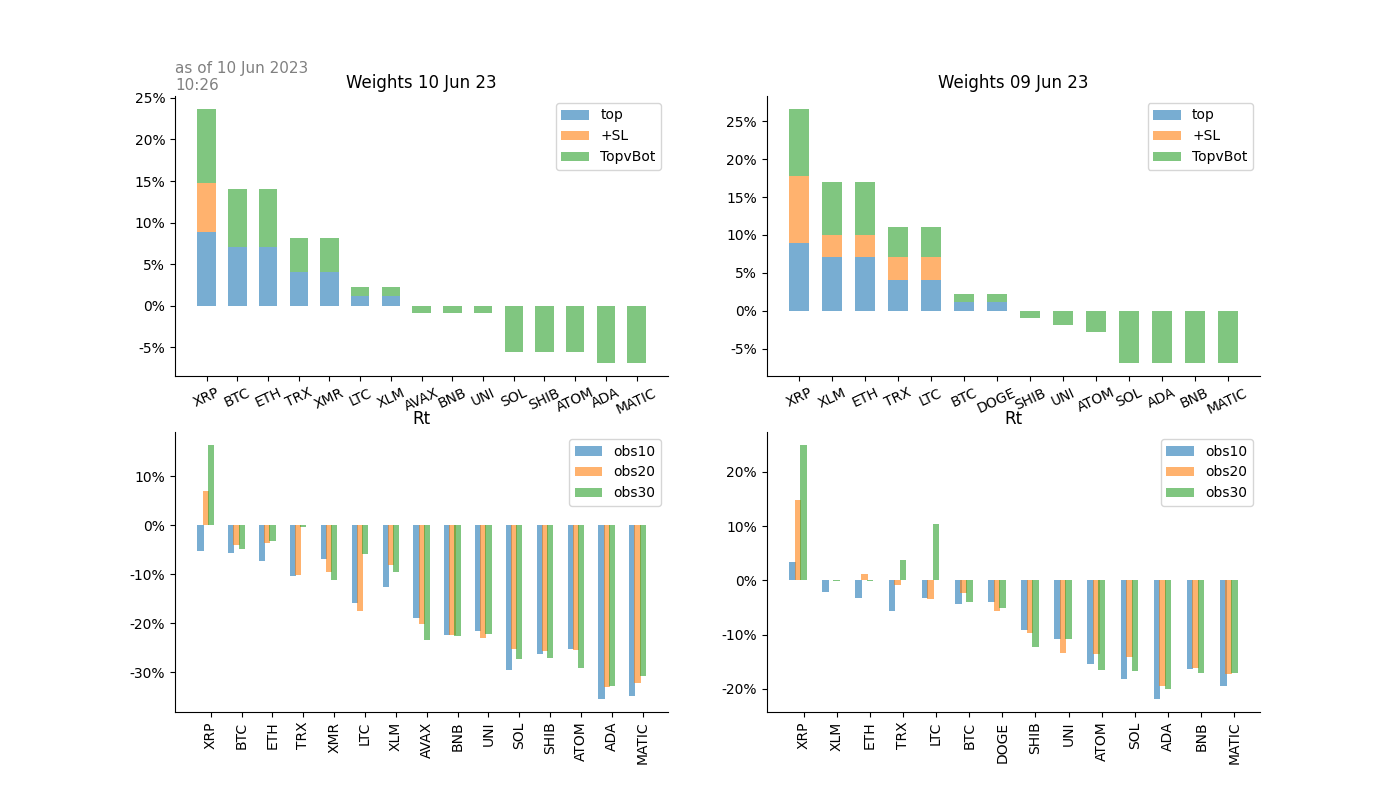 as of 10 Jun 2023
10:26
Weights 10 Jun 23
25%
20%
15%
10%
5%
0%
-5%
top
+SL
TopvBot
XRP BTC ETH TRX XMR LTC XLM AVAX BNB UNI SOL SHIB ATOM ADA MATIC
Weights 09 Jun 23
25%
20%
15%
10%
5%
0%
-5%
top
+SL
TopvBot
XRP XLM ETH TRX LTC BTC DOGE SHIB UNI ATOM SOL ADA BNB MATIC
Rt
10%
0%
-10%
-20%
-30%
obs10
obs20
obs30
XRP BTC ETH TRX XMR LTC XLM AVAX BNB UNI SOL SHIB ATOM ADA MATIC
Rt
20%
10%
0%
-10%
-20%
obs10
obs20
obs30
XRP XLM ETH TRX LTC BTC DOGE SHIB UNI ATOM SOL ADA BNB MATIC